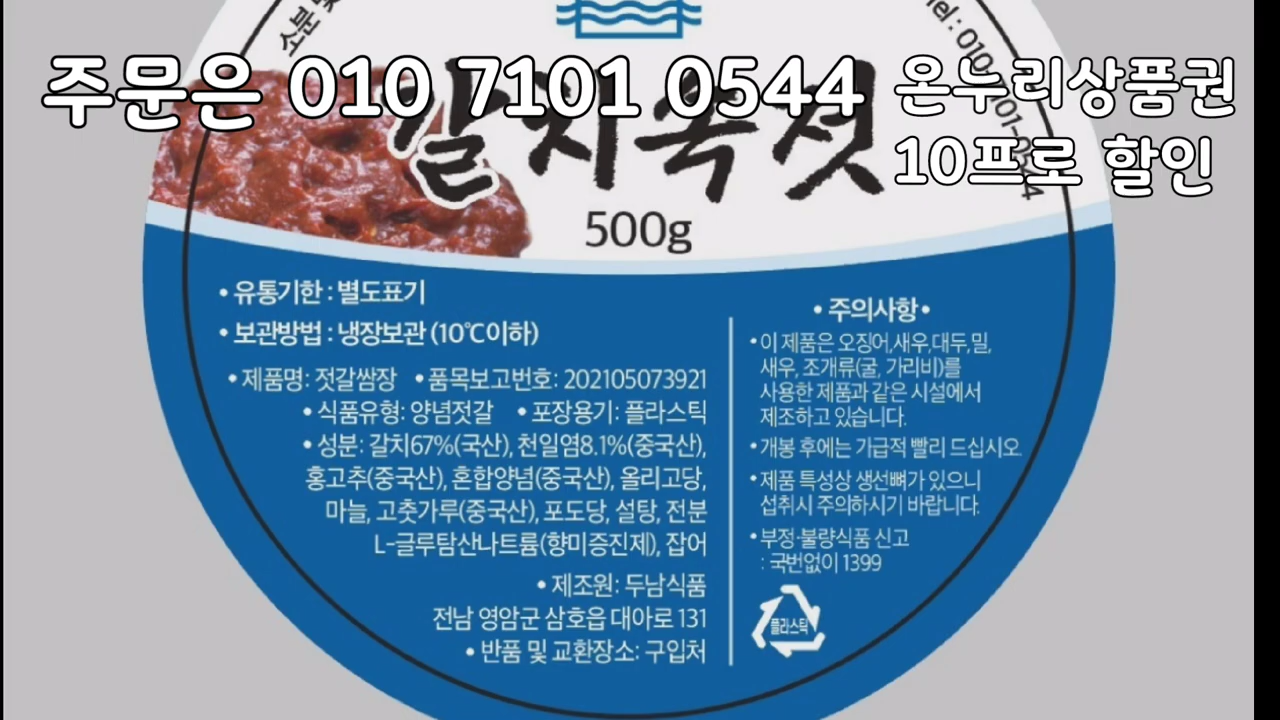 소분 및
Tel : 010-7101-0544
주문은 010 7101 0544
온누리상품권
10프로 할인
갈치속젓
500g
• 유통기한 : 별도표기
• 보관방법 : 냉장보관 (10℃이하)
• 제품명: 젓갈쌈장 • 품목보고번호: 202105073921
• 식품유형: 양념젓갈 • 포장용기: 플라스틱
• 성분: 갈치67%(국산), 천일염8.1%(중국산),
홍고추(중국산), 혼합양념(중국산), 올리고당,
마늘, 고춧가루(중국산), 포도당, 설탕, 전분
L-글루탐산나트륨(향미증진제), 잡어
• 제조원: 두남식품
전남 영암군 삼호읍 대아로 131
• 반품 및 교환장소: 구입처
• 주의사항 •
• 이 제품은 오징어,새우,대두,밀,
새우, 조개류(굴, 가리비)를
사용한 제품과 같은 시설에서
제조하고 있습니다.
• 개봉 후에는 가급적 빨리 드십시오.
• 제품 특성상 생선뼈가 있으니
섭취시 주의하시기 바랍니다.
• 부정·불량식품 신고
: 국번없이 1399
플라스틱